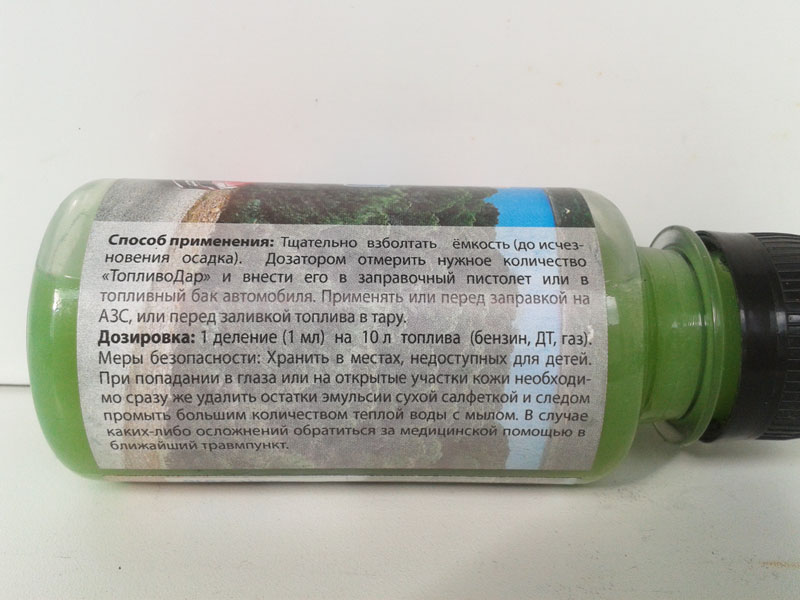 Способ применения: Тщательно взболтать ёмкость (до исчез-
новения осадка). Дозатором отмерить нужное количество
«ТопливоДар» и внести его в заправочный пистолет или в
топливный бак автомобиля. Применять или перед заправкой на
АЗС, или перед заливкой топлива в тару.
Дозировка: 1 деление (1 мл) на 10 л топлива (бензин, ДТ, газ).
Меры безопасности: Хранить в местах, недоступных для детей.
При попадании в глаза или на открытые участки кожи необходи-
мо сразу же удалить остатки эмульсии сухой салфеткой и следом
промыть большим количеством теплой воды с мылом. В случае
каких-либо осложнений обратиться за медицинской помощью в
ближайший травмпункт.